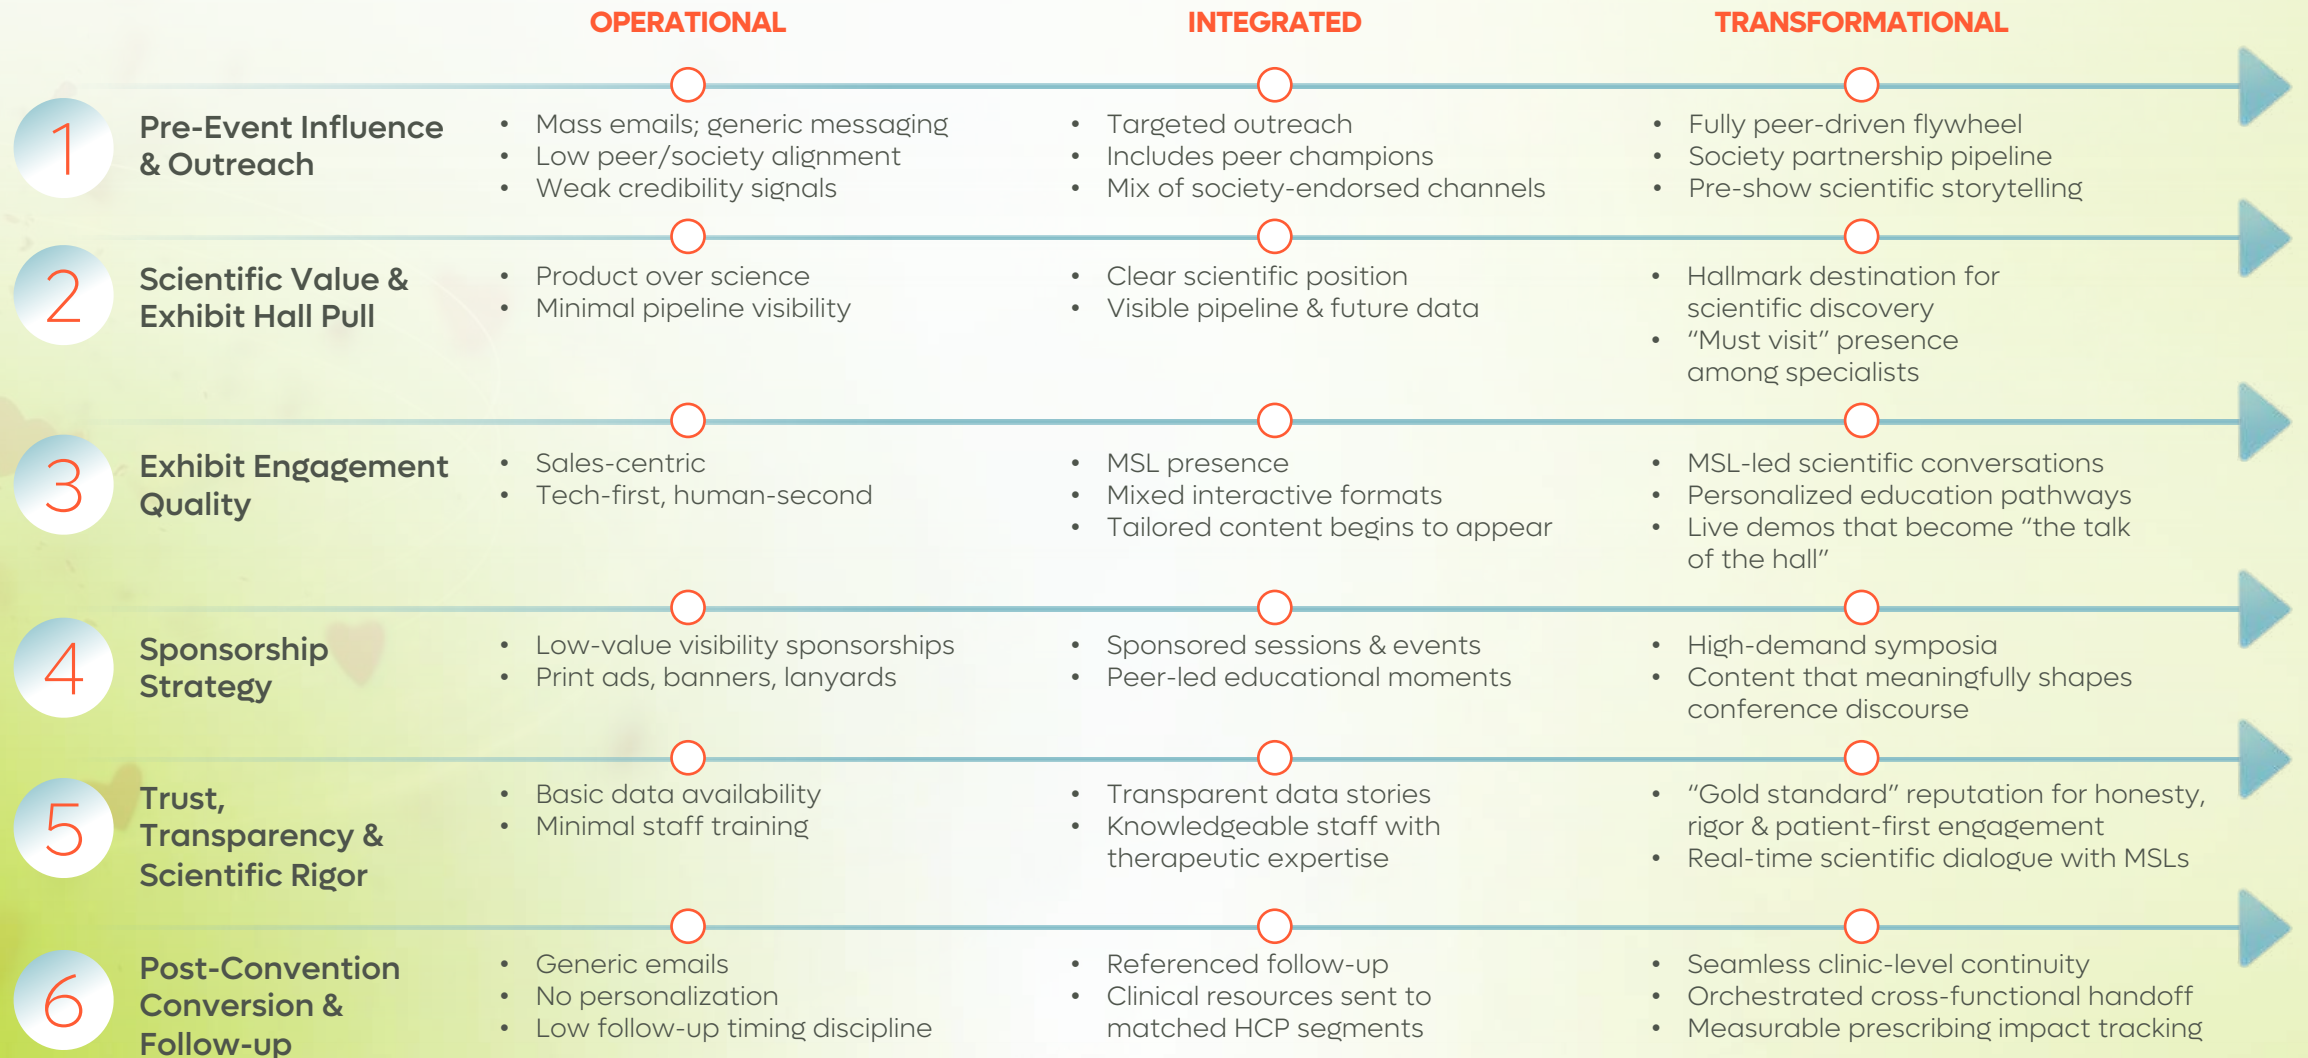 OPERATIONAL
INTEGRATED
TRANSFORMATIONAL
1
Pre-Event Influence
& Outreach
• Mass emails; generic messaging
• Low peer/society alignment
• Weak credibility signals
• Targeted outreach
• Includes peer champions
• Mix of society-endorsed channels
• Fully peer-driven flywheel
• Society partnership pipeline
• Pre-show scientific storytelling
2
Scientific Value &
Exhibit Hall Pull
• Product over science
• Minimal pipeline visibility
• Clear scientific position
• Visible pipeline & future data
• Hallmark destination for
scientific discovery
• “Must visit” presence
among specialists
3
Exhibit Engagement
Quality
• Sales-centric
• Tech-first, human-second
• MSL presence
• Mixed interactive formats
• Tailored content begins to appear
• MSL-led scientific conversations
• Personalized education pathways
• Live demos that become “the talk
of the hall”
4
Sponsorship
Strategy
• Low-value visibility sponsorships
• Print ads, banners, lanyards
• Sponsored sessions & events
• Peer-led educational moments
• High-demand symposia
• Content that meaningfully shapes
conference discourse
5
Trust,
Transparency &
Scientific Rigor
• Basic data availability
• Minimal staff training
• Transparent data stories
• Knowledgeable staff with
therapeutic expertise
• “Gold standard” reputation for honesty,
rigor & patient-first engagement
• Real-time scientific dialogue with MSLs
6
Post-Convention
Conversion &
Follow-up
• Generic emails
• No personalization
• Low follow-up timing discipline
• Referenced follow-up
• Clinical resources sent to
matched HCP segments
• Seamless clinic-level continuity
• Orchestrated cross-functional handoff
• Measurable prescribing impact tracking